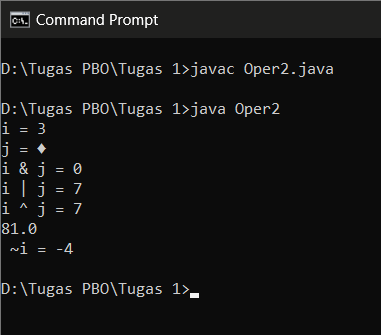 Command Prompt
D:\Tugas PBO\Tugas 1>javac Oper2.java
D:\Tugas PBO\Tugas 1>java Oper2
i = 3
j = ♦
i & j = 0
i | j = 7
i ^ j = 7
81.0
 ~i = -4
D:\Tugas PBO\Tugas 1>